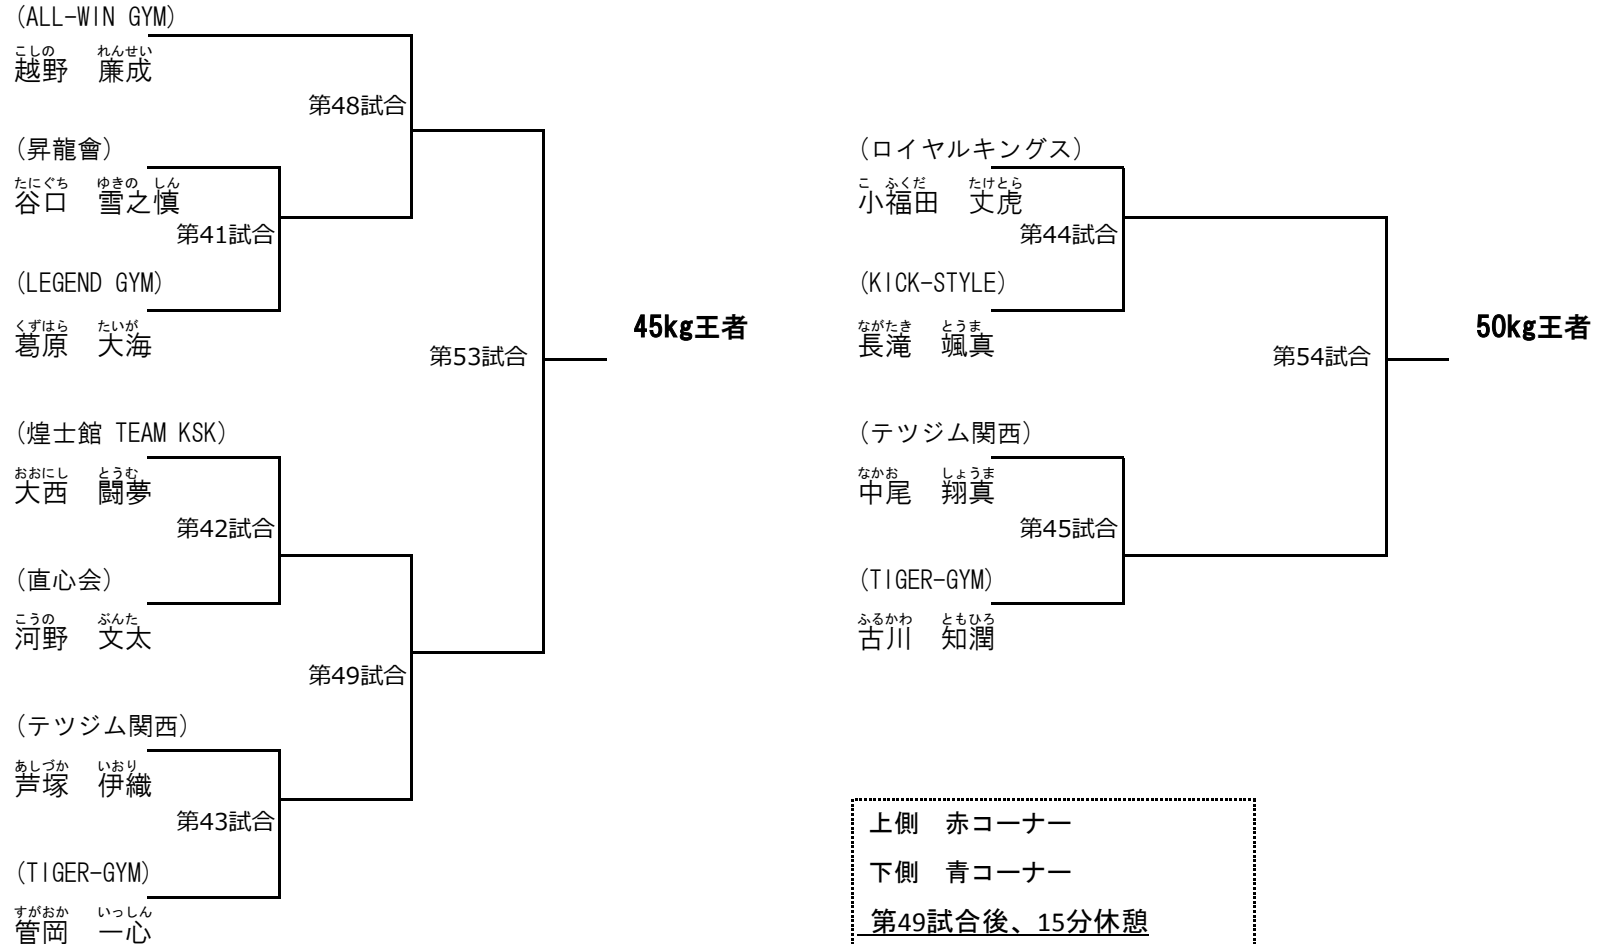 (ALL-WIN GYM)
こしの　れんせい
越野　廉成
第48試合
(昇龍會)
たにぐち　ゆきの しん
谷口　雪之慎
第41試合
(LEGEND GYM)
くずはら　たいが
葛原　大海
第53試合
45kg王者
(煌士館 TEAM KSK)
おおにし　とうむ
大西　闘夢
第42試合
(直心会)
こうの　ぶんた
河野　文太
第49試合
(テツジム関西)
あしづか　いおり
芦塚　伊織
第43試合
(TIGER-GYM)
すがおか　いっしん
管岡　一心
(ロイヤルキングス)
こ ふくだ　たけとら
小福田　丈虎
第44試合
(KICK-STYLE)
ながたき　とうま
長滝　颯真
第54試合
50kg王者
(テツジム関西)
なかお　しょうま
中尾　翔真
第45試合
(TIGER-GYM)
ふるかわ　ともひろ
古川　知潤
上側　赤コーナー
下側　青コーナー
第49試合後、15分休憩